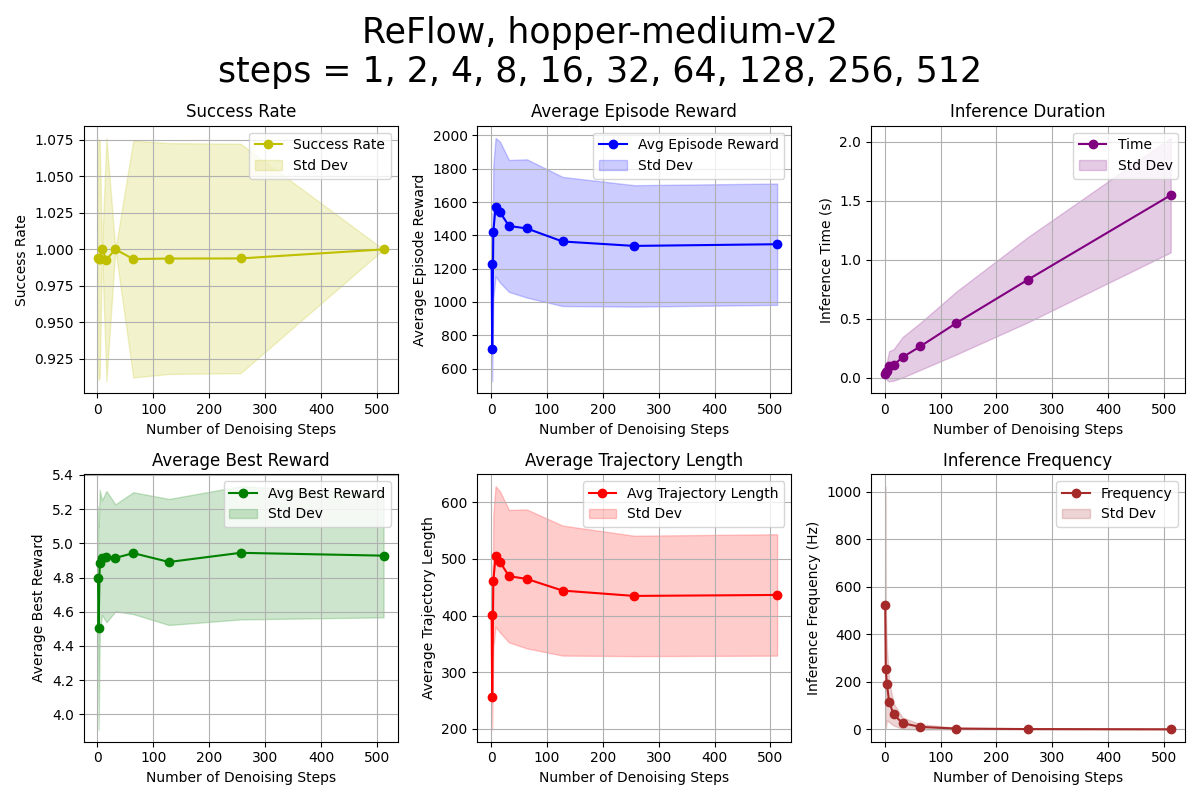 ReFlow, hopper-medium-v2
steps = 1, 2, 4, 8, 16, 32, 64, 128, 256, 512
Success Rate
Success Rate
Std Dev
1.075
1.050
1.025
1.000
0.975
0.950
0.925
Success Rate
0 100 200 300 400 500
Number of Denoising Steps
Average Episode Reward
Avg Episode Reward
Std Dev
2000
1800
1600
1400
1200
1000
800
600
Average Episode Reward
0 100 200 300 400 500
Number of Denoising Steps
Inference Duration
Time
Std Dev
2.0
1.5
1.0
0.5
0.0
Inference Time (s)
0 100 200 300 400 500
Number of Denoising Steps
Average Best Reward
Avg Best Reward
Std Dev
5.4
5.2
5.0
4.8
4.6
4.4
4.2
4.0
Average Best Reward
0 100 200 300 400 500
Number of Denoising Steps
Average Trajectory Length
Avg Trajectory Length
Std Dev
600
500
400
300
200
Average Trajectory Length
0 100 200 300 400 500
Number of Denoising Steps
Inference Frequency
Frequency
Std Dev
1000
800
600
400
200
0
Inference Frequency (Hz)
0 100 200 300 400 500
Number of Denoising Steps